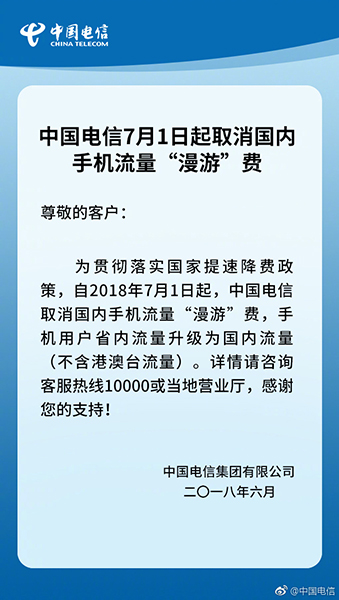 中国电信
CHINA TELECOM
中国电信7月1日起取消国内
手机流量“漫游”费
尊敬的客户：
为贯彻落实国家提速降费政
策，自2018年7月1日起，中国电信
取消国内手机流量“漫游”费，手
机用户省内流量升级为国内流量
（不含港澳台流量）。详情请咨询
客服热线10000或当地营业厅，感谢
您的支持！
中国电信集团有限公司
二〇一八年六月
@中国电信